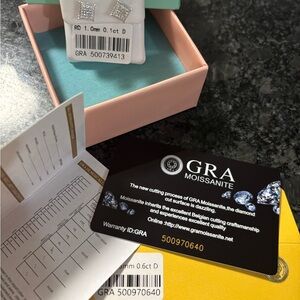 RD 1.0mm 0.1ct D
GRA 500739413
GRA
MOISSANITE
The new cutting process of GRA Moissanite,the diamond
cut surface is dazzling.
Moissanite inherits the excellent Belgian cutting craftsmanship
and experiences excellent quality
Online :http://www.gramoissanite.net
Warranty ID:GRA 500970640
mm 0.6ct D
GRA 500970640